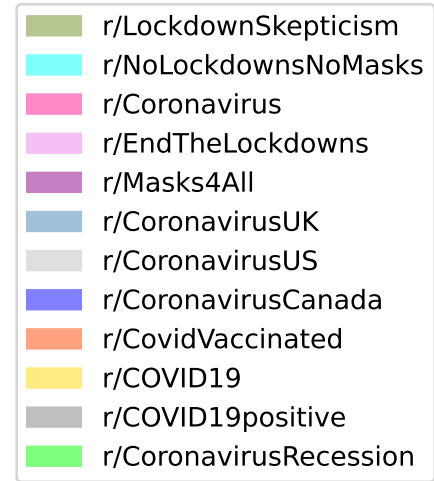 r/LockdownSkepticism
r/NoLockdownsNoMasks
r/Coronavirus
r/EndTheLockdowns
r/Masks4All
r/CoronavirusUK
r/CoronavirusUS
r/CoronavirusCanada
r/CovidVaccinated
r/COVID19
r/COVID19positive
r/CoronavirusRecession